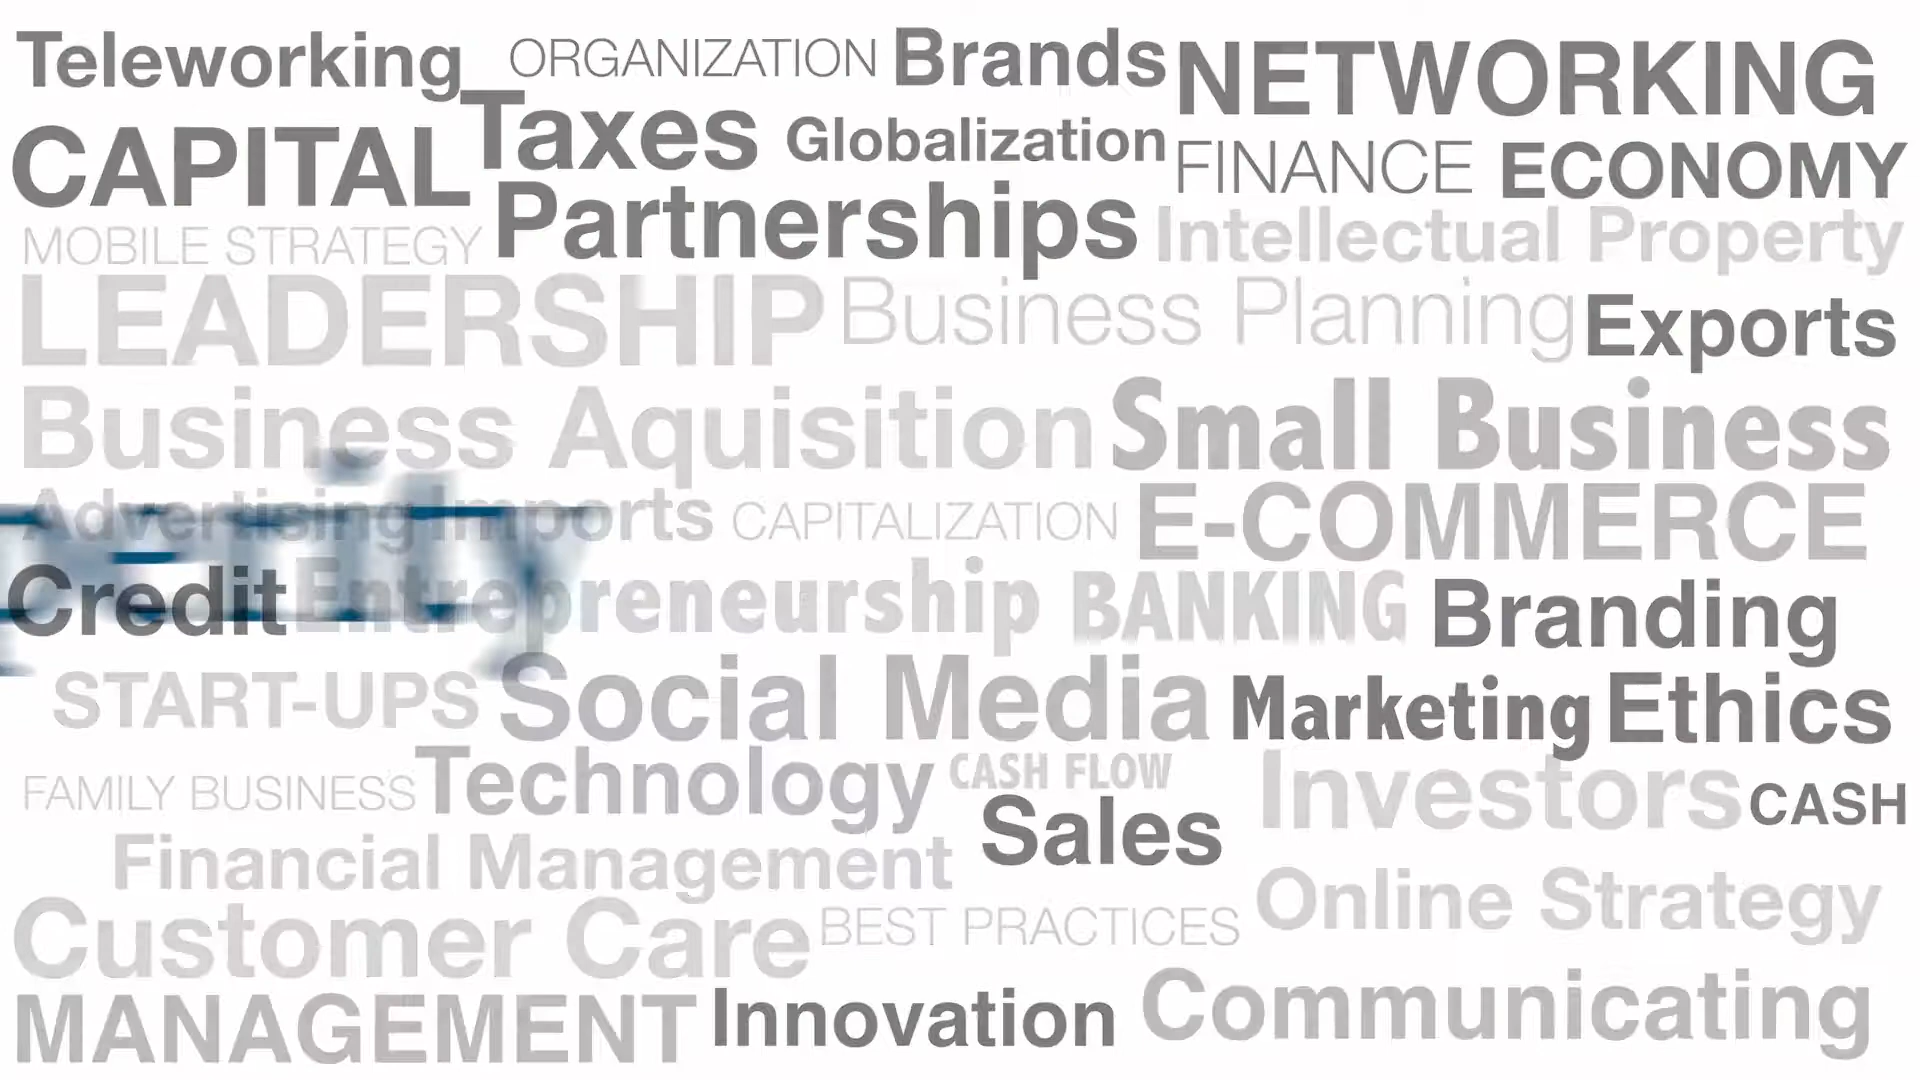 Teleworking ORGANIZATION Brands NETWORKING
CAPITAL Taxes Globalization FINANCE ECONOMY
MOBILE STRATEGY Partnerships Intellectual Property
LEADERSHIP Business Planning Exports
Business Aquisition Small Business
Advertising Imports CAPITALIZATION E-COMMERCE
Credit Entrepreneurship BANKING Branding
START-UPS Social Media Marketing Ethics
FAMILY BUSINESS Technology CASH FLOW Investors CASH
Financial Management Sales Online Strategy
Customer Care BEST PRACTICES
MANAGEMENT Innovation Communicating